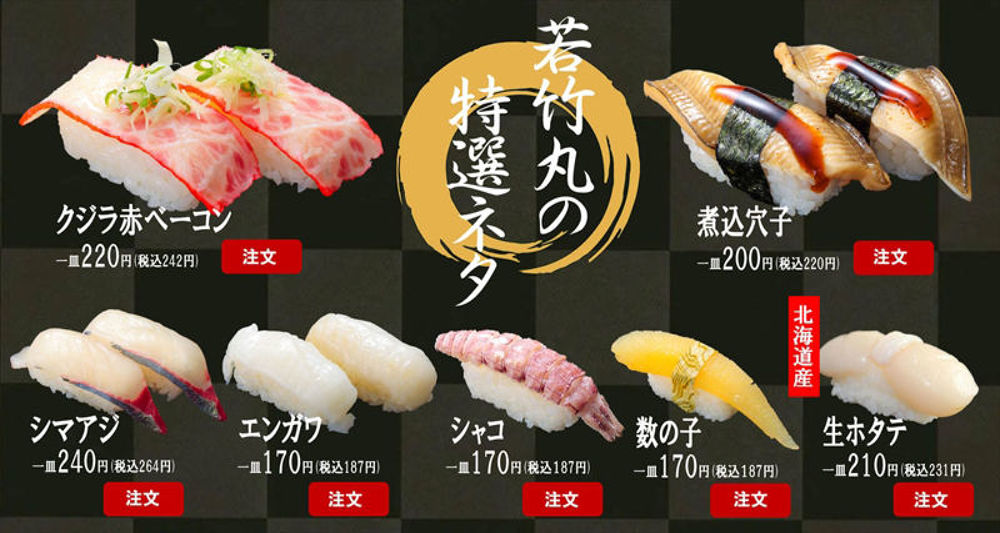 若竹丸の
特選ネタ
クジラ赤ベーコン
一皿220円(税込242円)
注文
煮込穴子
一皿200円(税込220円)
注文
シマアジ
一皿240円(税込264円)
注文
エンガワ
一皿170円(税込187円)
注文
シャコ
一皿170円(税込187円)
注文
数の子
一皿170円(税込187円)
注文
北海道産
生ホタテ
一皿210円(税込231円)
注文